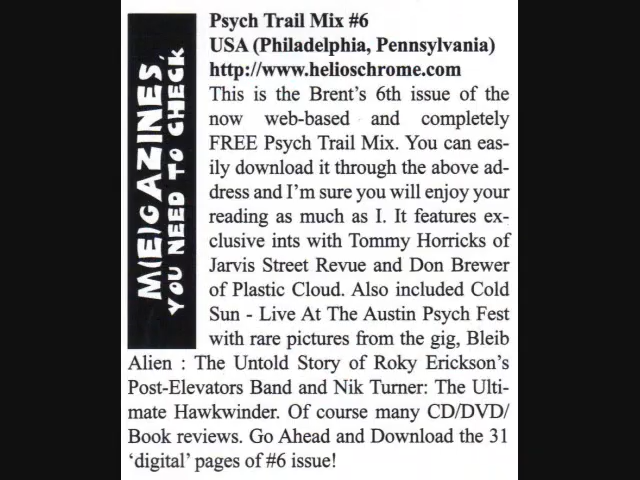 M(E)GAZINES,
YOU NEED TO CHECK
Psych Trail Mix #6
USA (Philadelphia, Pennsylvania)
http://www.helioschrome.com
This is the Brent's 6th issue of the
now web-based and completely
FREE Psych Trail Mix. You can eas-
ily download it through the above ad-
dress and I'm sure you will enjoy your
reading as much as I. It features ex-
clusive ints with Tommy Horricks of
Jarvis Street Revue and Don Brewer
of Plastic Cloud. Also included Cold
Sun - Live At The Austin Psych Fest
with rare pictures from the gig, Bleib
Alien : The Untold Story of Roky Erickson's
Post-Elevators Band and Nik Turner: The Ulti-
mate Hawkwinder. Of course many CD/DVD/
Book reviews. Go Ahead and Download the 31
'digital' pages of #6 issue!